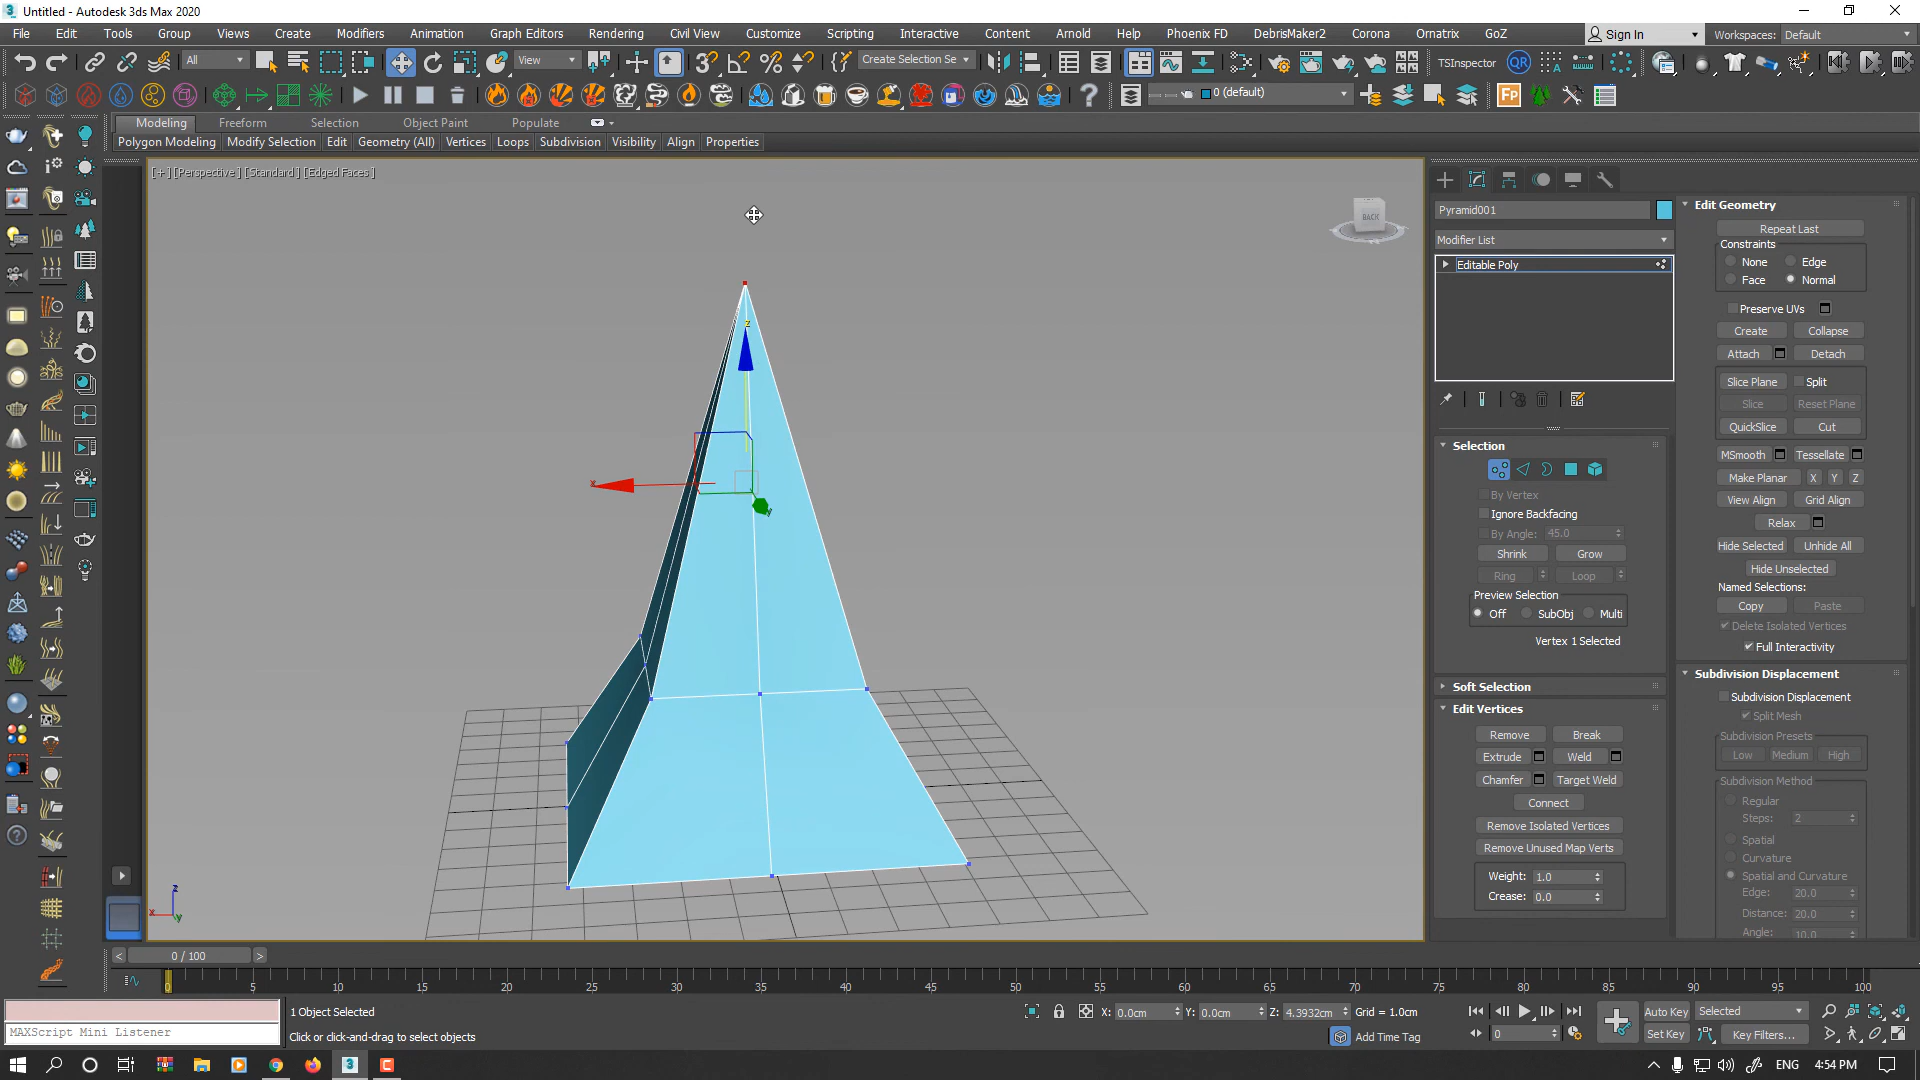 Untitled - Autodesk 3ds Max 2020
File Edit Tools Group Views Create Modifiers Animation Graph Editors Rendering Civil View Customize Scripting Interactive Content Arnold Help Phoenix FD DebrisMaker2 Corona Ornatrix GoZ Sign In Workspaces: Default
All View Create Selection Se TSInspector QR
0 (default) FP
Modeling Freeform Selection Object Paint Populate
Polygon Modeling Modify Selection Edit Geometry (All) Vertices Loops Subdivision Visibility Align Properties
[+] [Perspective] [Standard] [Edged Faces]
BACK
z
x
y
z
x
y
Pyramid001
Modifier List
Editable Poly
Selection
By Vertex
Ignore Backfacing
By Angle: 45.0
Shrink Grow
Ring Loop
Preview Selection
Off SubObj Multi
Vertex 1 Selected
Soft Selection
Edit Vertices
Remove Break
Extrude Weld
Chamfer Target Weld
Connect
Remove Isolated Vertices
Remove Unused Map Verts
Weight: 1.0
Crease: 0.0
Edit Geometry
Repeat Last
Constraints
None Edge
Face Normal
Preserve UVs
Create Collapse
Attach Detach
Slice Plane Split
Slice Reset Plane
QuickSlice Cut
MSmooth Tessellate
Make Planar X Y Z
View Align Grid Align
Relax
Hide Selected Unhide All
Hide Unselected
Named Selections:
Copy Paste
Delete Isolated Vertices
Full Interactivity
Subdivision Displacement
Subdivision Displacement
Split Mesh
Subdivision Presets
Low Medium High
Subdivision Method
Regular
Steps: 2
Spatial
Curvature
Spatial and Curvature
Edge: 20.0
Distance: 20.0
Angle: 10.0
< 0 / 100 >
0 5 10 15 20 25 30 35 40 45 50 55 60 65 70 75 80 85 90 95 100
1 Object Selected X: 0.0cm Y: 0.0cm Z: 4.3932cm Grid = 1.0cm Auto Key Selected
MAXScript Mini Listener Click or click-and-drag to select objects Add Time Tag 0 Set Key Key Filters...
ENG 4:54 PM